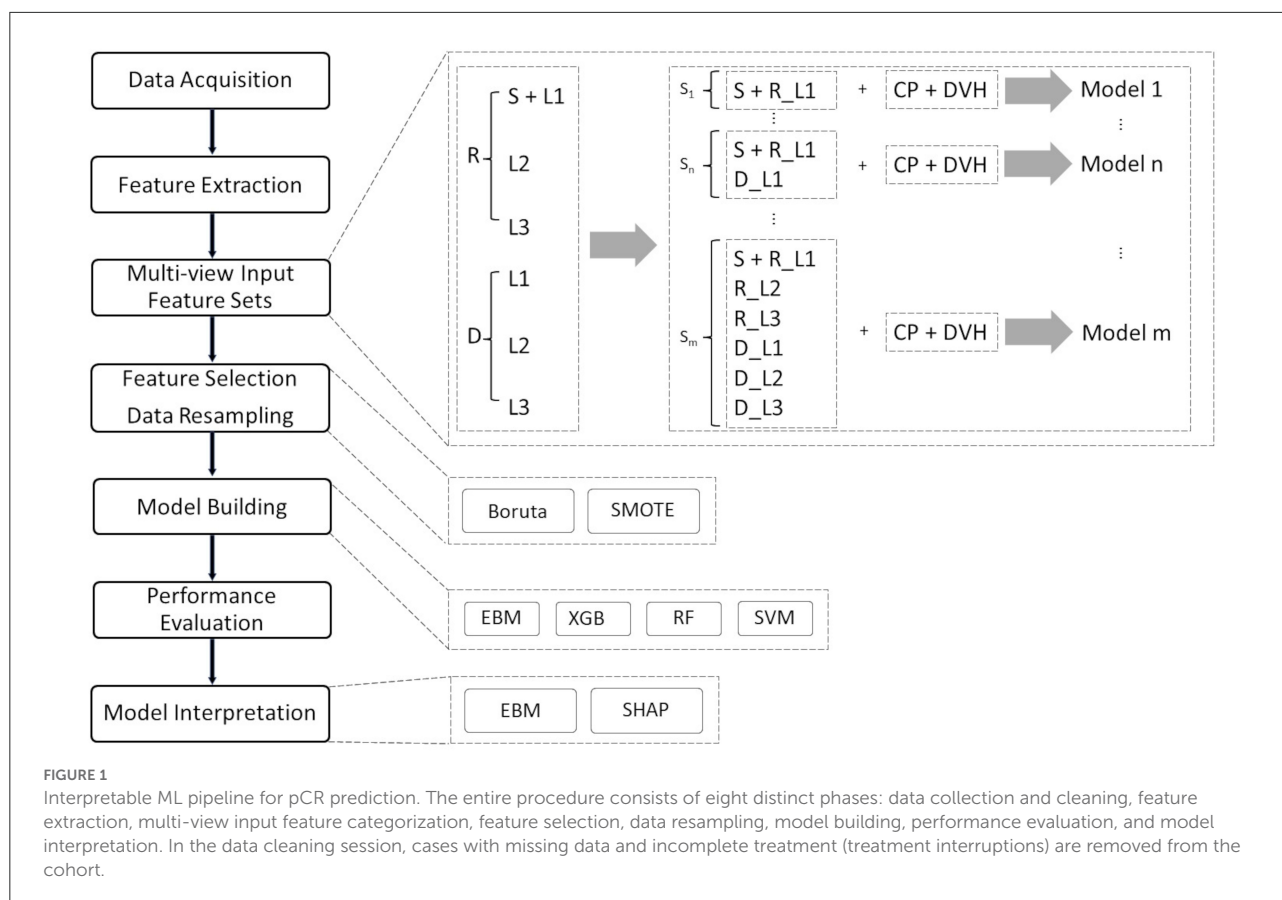 Data Acquisition
Feature Extraction
Multi-view Input
Feature Sets
Feature Selection
Data Resampling
Model Building
Performance
Evaluation
Model Interpretation
R
S + L1
L2
L3
D
L1
L2
L3
S1
S + R_L1
+
CP + DVH
Model 1
⋮
⋮
Sn
S + R_L1
D_L1
+
CP + DVH
Model n
⋮
⋮
⋮
Sm
S + R_L1
R_L2
R_L3
D_L1
D_L2
D_L3
+
CP + DVH
Model m
Boruta
SMOTE
EBM
XGB
RF
SVM
EBM
SHAP
FIGURE 1
Interpretable ML pipeline for pCR prediction. The entire procedure consists of eight distinct phases: data collection and cleaning, feature
extraction, multi-view input feature categorization, feature selection, data resampling, model building, performance evaluation, and model
interpretation. In the data cleaning session, cases with missing data and incomplete treatment (treatment interruptions) are removed from the
cohort.